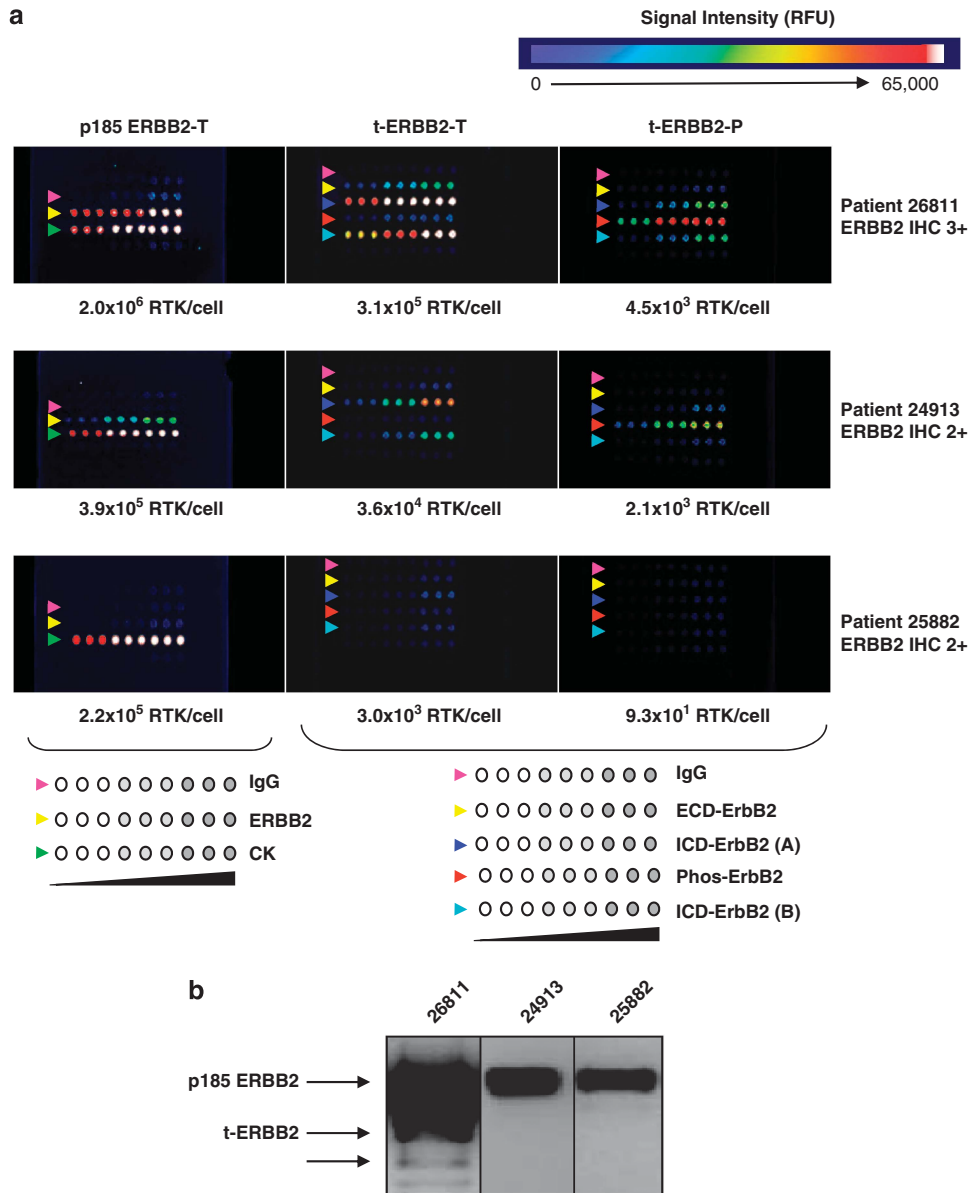 a
Signal Intensity (RFU)
0 65,000
p185 ERBB2-T t-ERBB2-T t-ERBB2-P
Patient 26811
ERBB2 IHC 3+
2.0x10⁶ RTK/cell 3.1x10⁵ RTK/cell 4.5x10³ RTK/cell
Patient 24913
ERBB2 IHC 2+
3.9x10⁵ RTK/cell 3.6x10⁴ RTK/cell 2.1x10³ RTK/cell
Patient 25882
ERBB2 IHC 2+
2.2x10⁵ RTK/cell 3.0x10³ RTK/cell 9.3x10¹ RTK/cell
IgG
ERBB2
CK
IgG
ECD-ErbB2
ICD-ErbB2 (A)
Phos-ErbB2
ICD-ErbB2 (B)
b
26811 24913 25882
p185 ERBB2
t-ERBB2